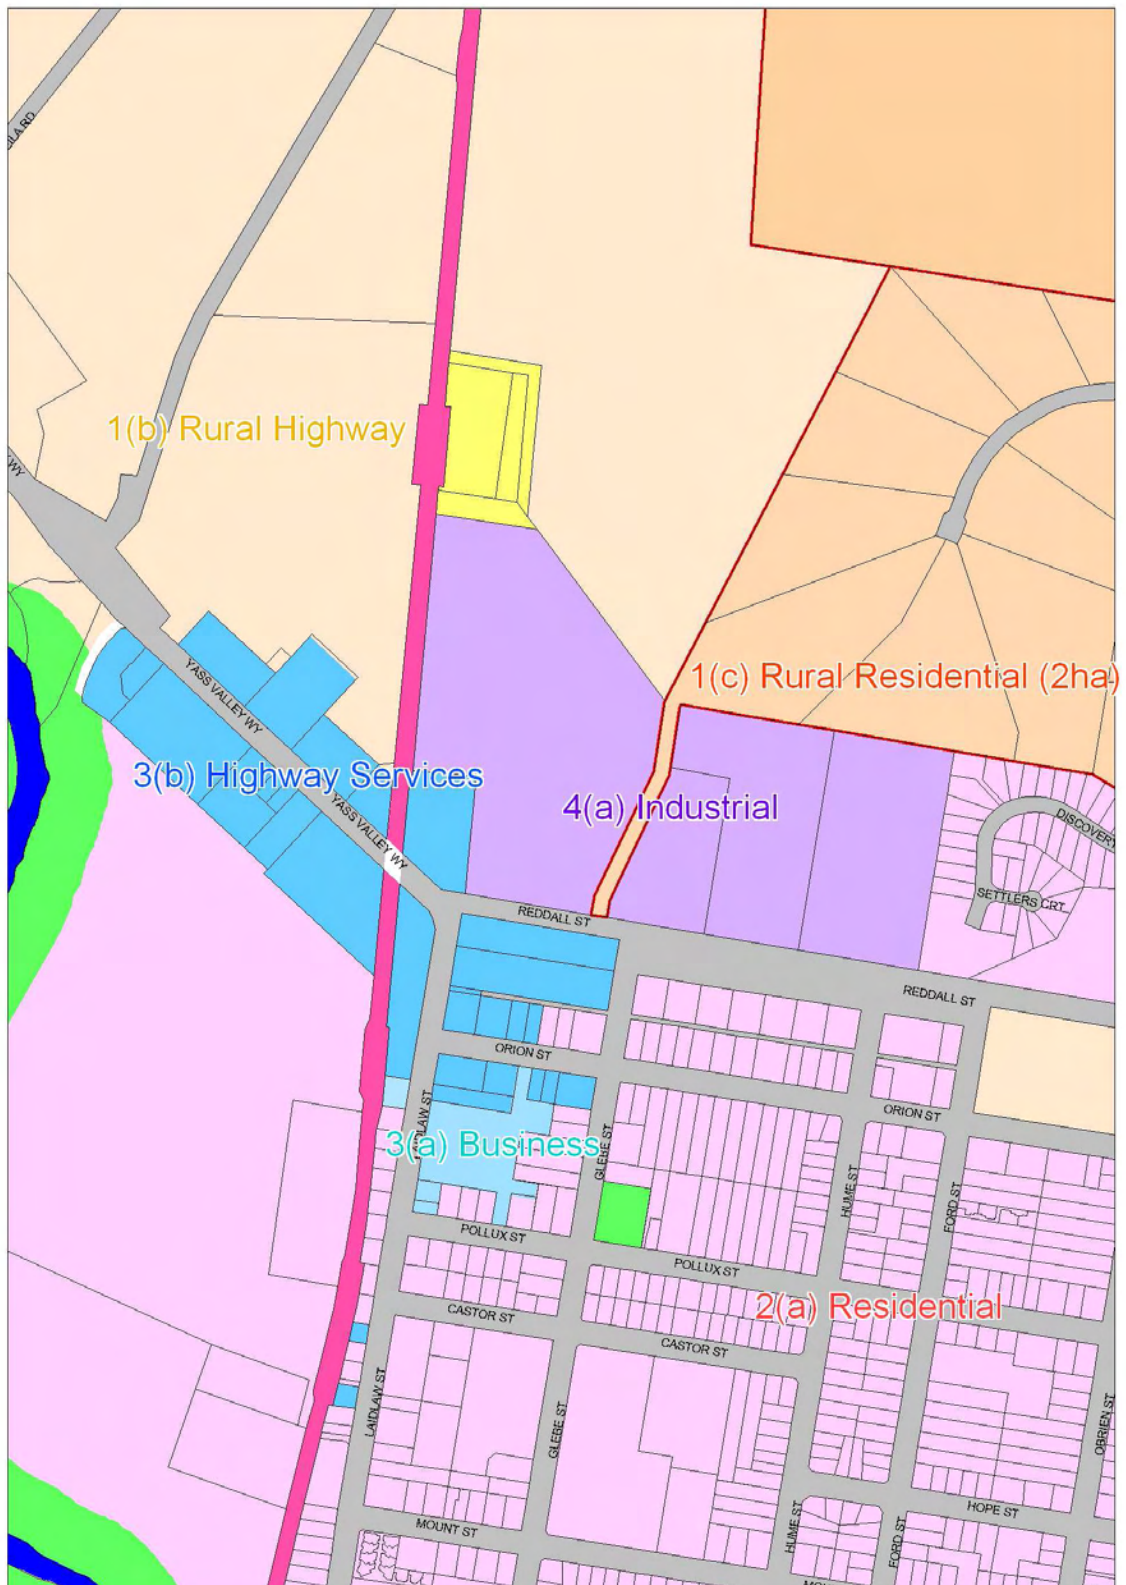 1(b) Rural Highway
YASS VALLEY WY
1(c) Rural Residential (2ha)
3(b) Highway Services
YASS VALLEY WY
4(a) Industrial
SETTLERS CRT
REDDALL ST
REDDALL ST
ORION ST
ORION ST
LAIDLAW ST
3(a) Business
GLEBE ST
HUME ST
FORD ST
POLLUX ST
POLLUX ST
2(a) Residential
CASTOR ST
CASTOR ST
LAIDLAW ST
GLEBE ST
OBRIEN ST
HOPE ST
MOUNT ST
HUME ST
FORD ST